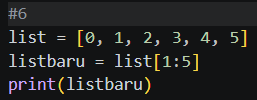 #6
list = [0, 1, 2, 3, 4, 5]
listbaru = list[1:5]
print(listbaru)